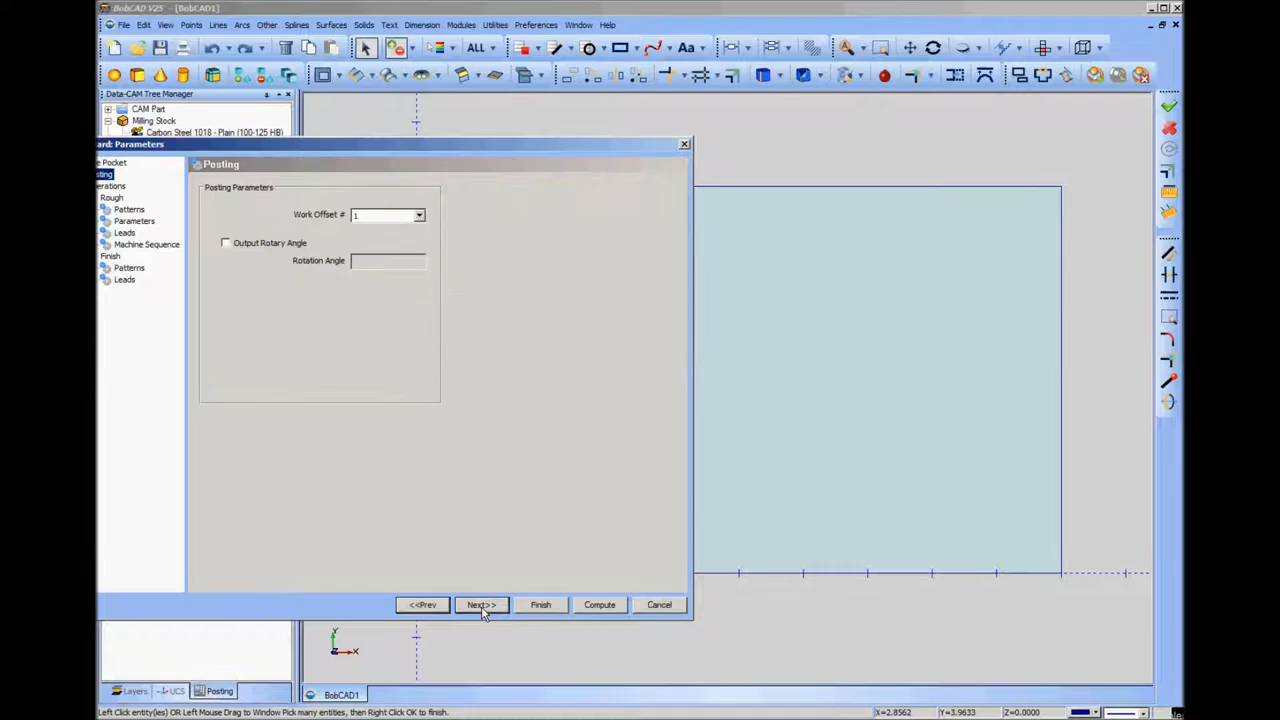 BobCAD V25 - [BobCAD1]
File Edit View Points Lines Arcs Other Splines Surfaces Solids Text Dimension Modules Utilities Preferences Window Help
ALL Aa
Data-CAM Tree Manager
CAM Part
Milling Stock
Carbon Steel 1018 - Plain (100-125 HB)
ard: Parameters
e Pocket
Posting
sting
Posting Parameters
erations
Rough
Patterns
Work Offset # 1
Parameters
Leads
Machine Sequence
Output Rotary Angle
Finish
Rotation Angle
Patterns
Leads
<<Prev Next>> Finish Compute Cancel
Y
Z X
Layers UCS Posting BobCAD1
Left Click entity(ies) OR Left Mouse Drag to Window Pick many entities, then Right Click OK to finish. X=2.8562 Y=3.9633 Z=0.0000